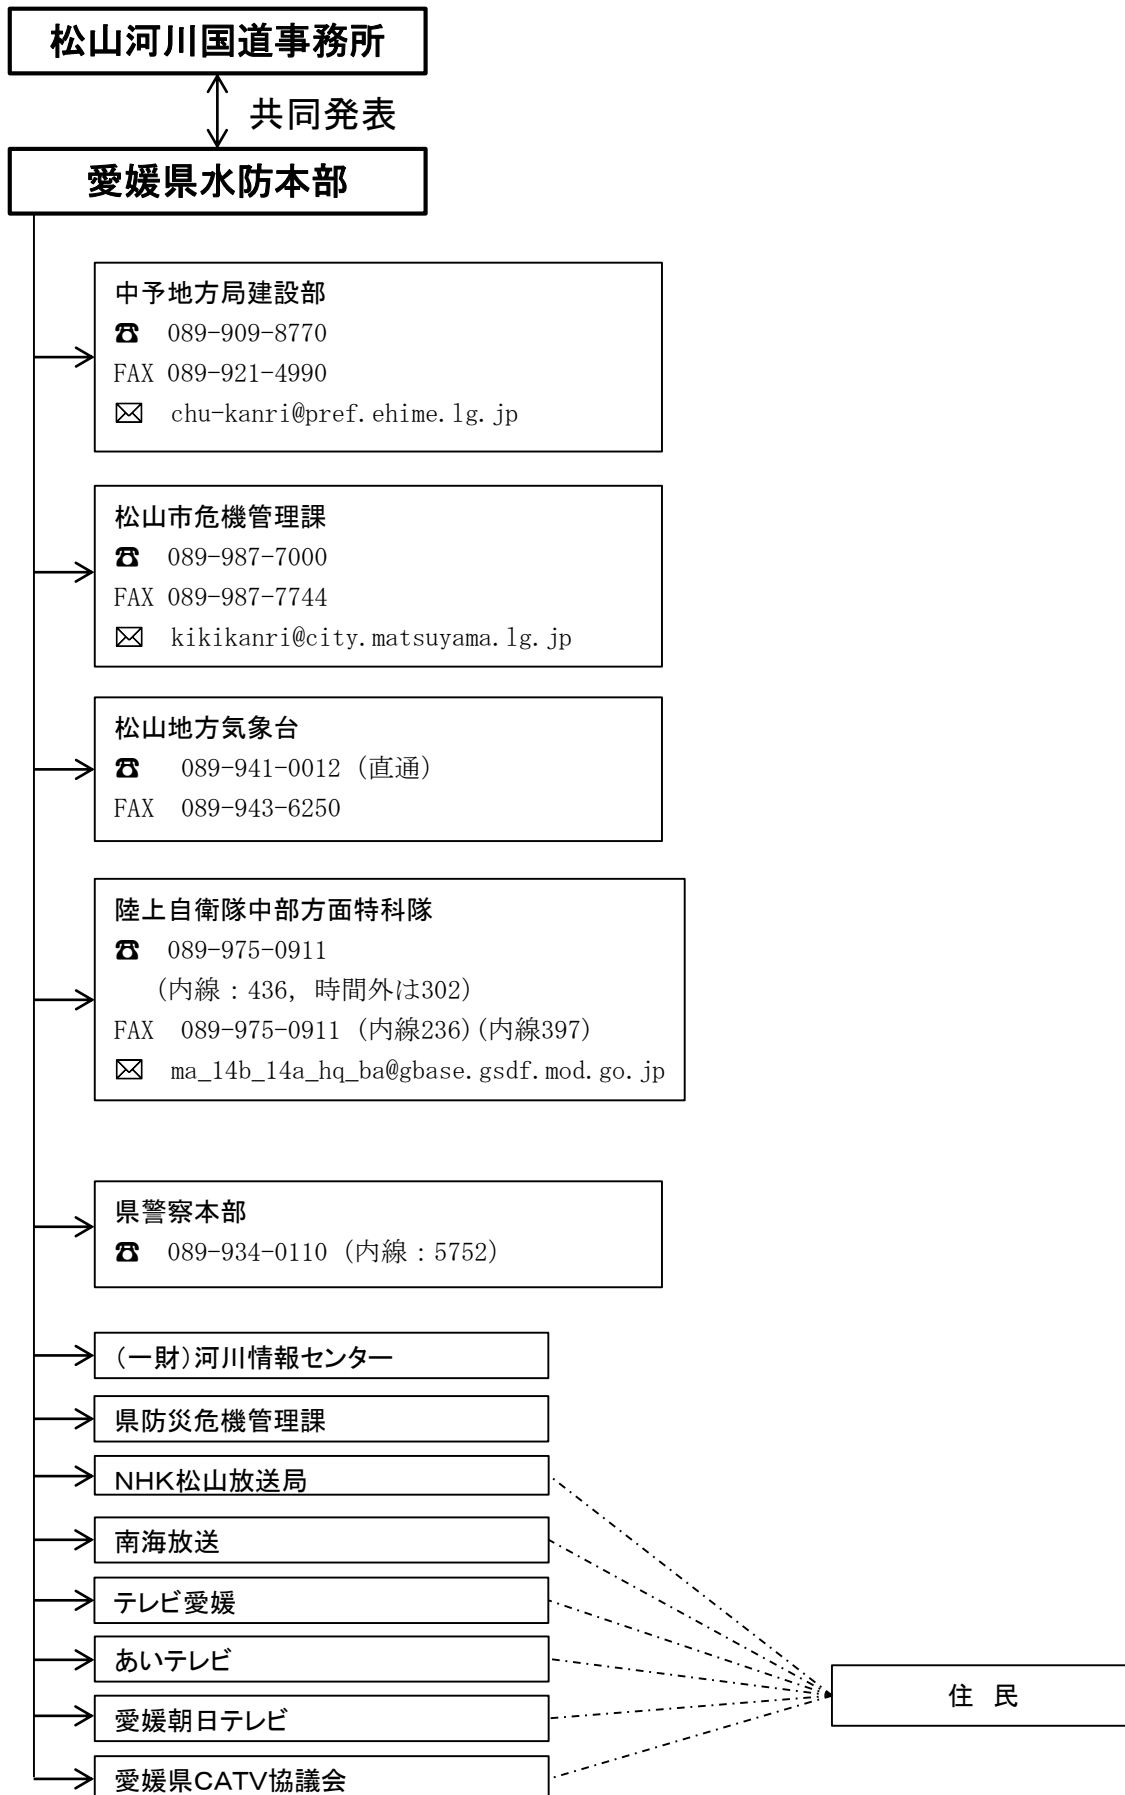 松山河川国道事務所
共同発表
愛媛県水防本部
中予地方局建設部
☎ 089-909-8770
FAX 089-921-4990
✉ chu-kanri@pref.ehime.lg.jp
松山市危機管理課
☎ 089-987-7000
FAX 089-987-7744
✉ kikikanri@city.matsuyama.lg.jp
松山地方気象台
☎ 089-941-0012（直通）
FAX 089-943-6250
陸上自衛隊中部方面特科隊
☎ 089-975-0911
（内線：436，時間外は302）
FAX 089-975-0911（内線236）（内線397）
✉ ma_14b_14a_hq_ba@gbase.gsdf.mod.go.jp
県警察本部
☎ 089-934-0110（内線：5752）
（一財）河川情報センター
県防災危機管理課
NHK松山放送局
南海放送
テレビ愛媛
あいテレビ
愛媛朝日テレビ
住 民
愛媛県CATV協議会